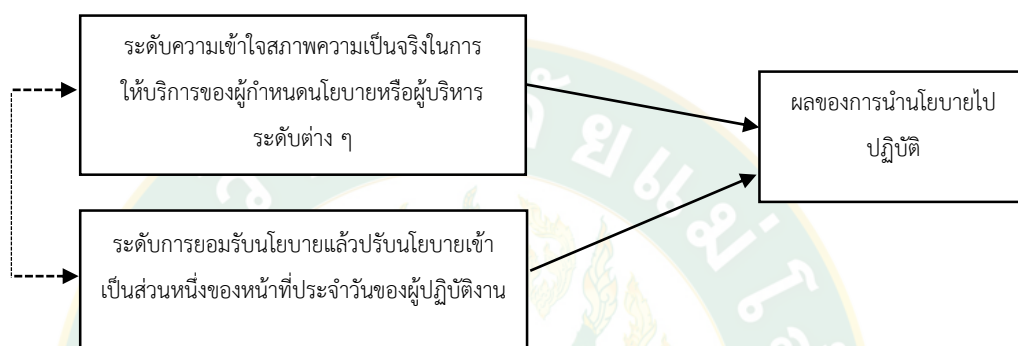 ระดับความเข้าใจสภาพความเป็นจริงในการ
ให้บริการของผู้กำหนดนโยบายหรือผู้บริหาร
ระดับต่าง ๆ
ผลของการนำนโยบายไป
ปฏิบัติ
ระดับการยอมรับนโยบายแล้วปรับนโยบายเข้า
เป็นส่วนหนึ่งของหน้าที่ประจำวันของผู้ปฏิบัติงาน